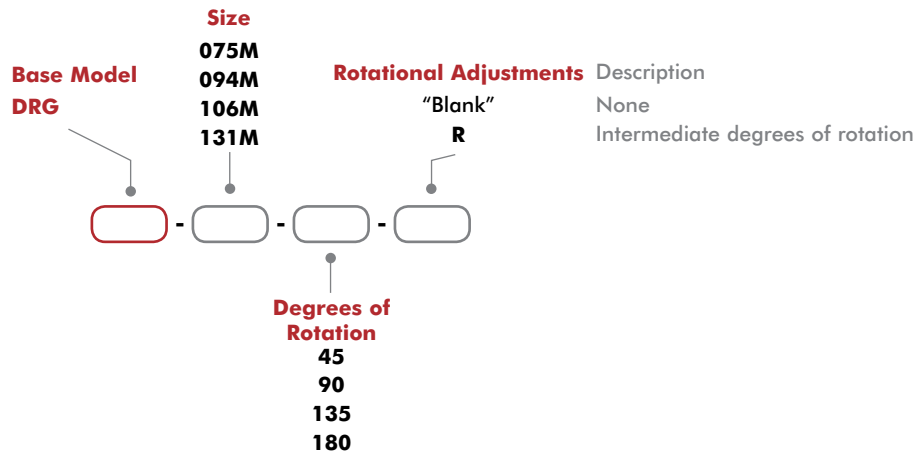 Size
075M
094M
106M
131M
Base Model
DRG
Rotational Adjustments Description
“Blank” None
R Intermediate degrees of rotation
- - -
Degrees of
Rotation
45
90
135
180